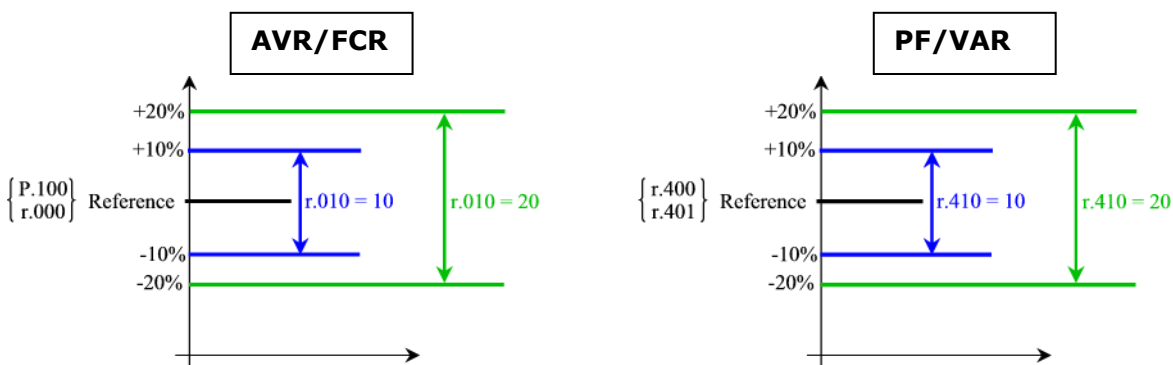 AVR/FCR
+20%
+10%
P.100
r.000
Reference
r.010 = 10
r.010 = 20
-10%
-20%
PF/VAR
+20%
+10%
r.400
r.401
Reference
r.410 = 10
r.410 = 20
-10%
-20%